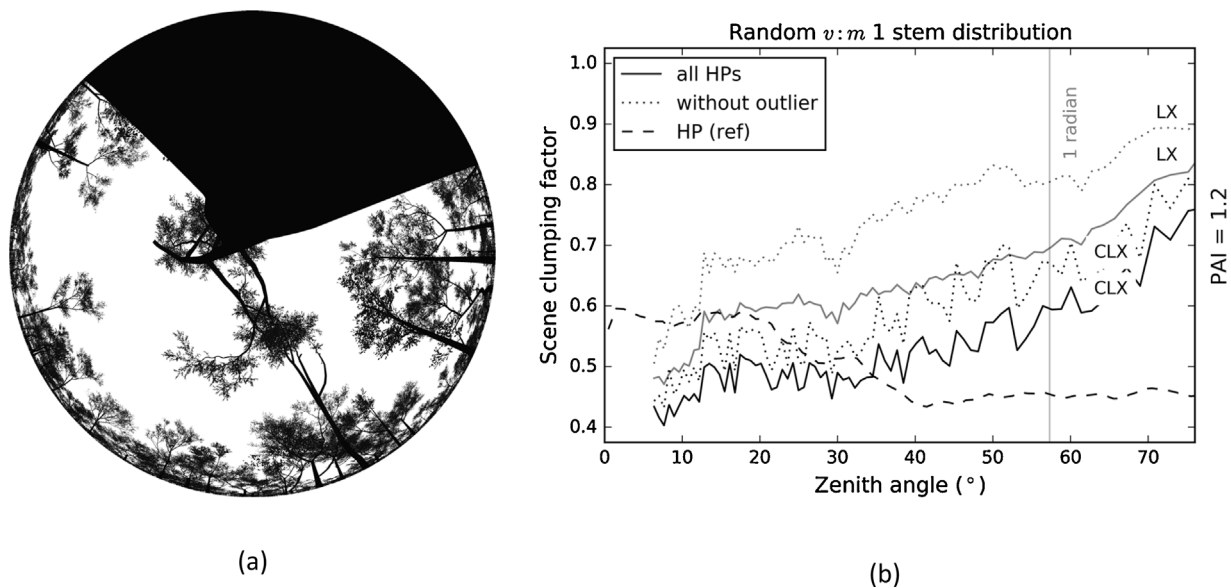 Random v:m 1 stem distribution
1.0
0.9
0.8
0.7
0.6
0.5
0.4
Scene clumping factor
all HPs
without outlier
HP (ref)
1 radian
LX
LX
CLX
CLX
PAI = 1.2
0 10 20 30 40 50 60 70
Zenith angle (°)
(a)
(b)